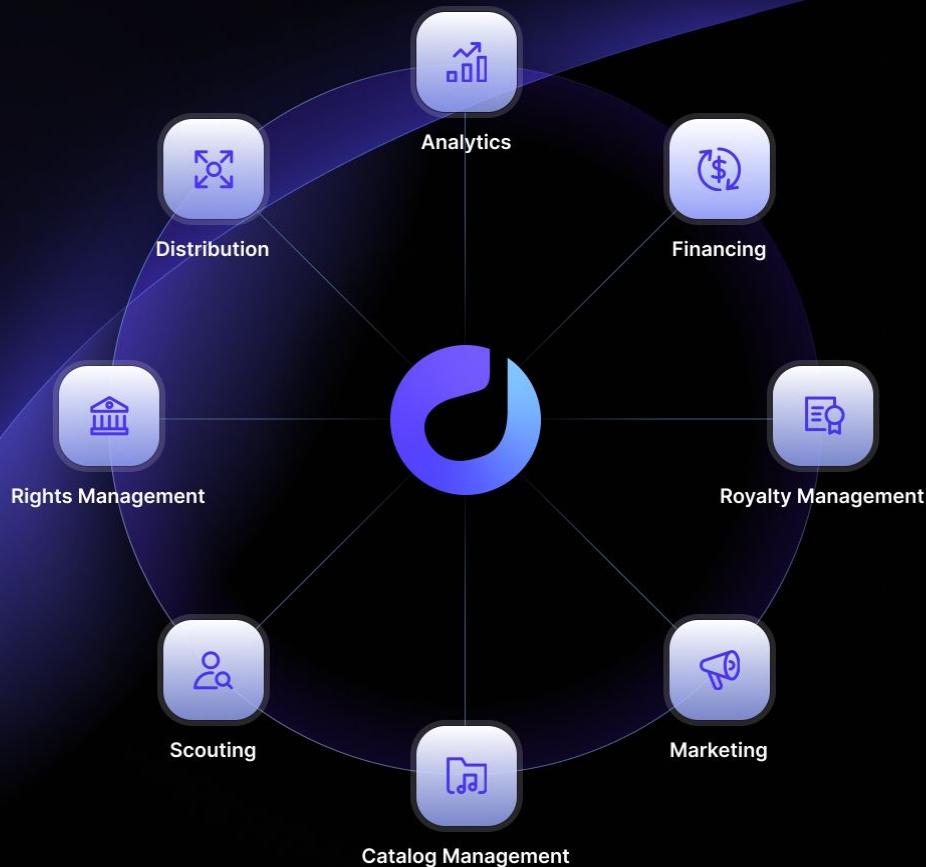 Analytics
Distribution
Financing
Rights Management
Royalty Management
Scouting
Marketing
Catalog Management